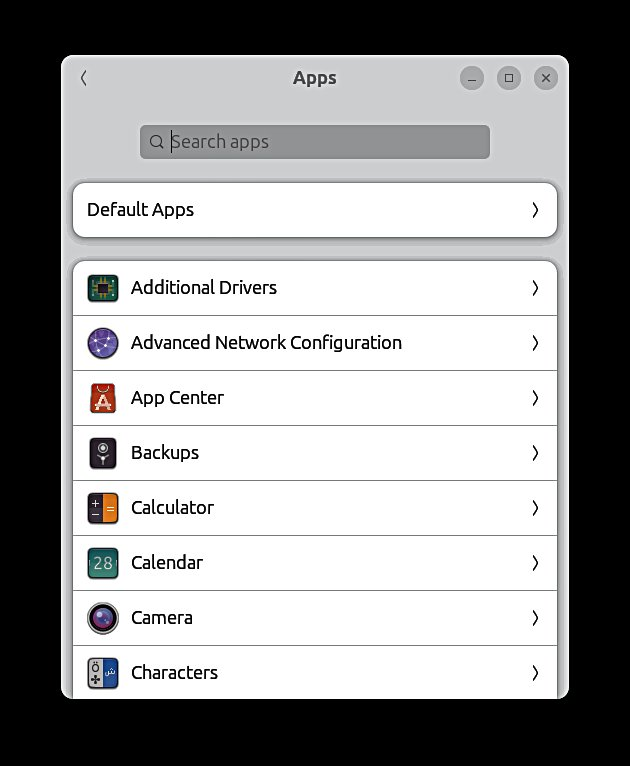 Apps
Search apps
Default Apps
Additional Drivers
Advanced Network Configuration
App Center
Backups
Calculator
28
Calendar
Camera
Characters